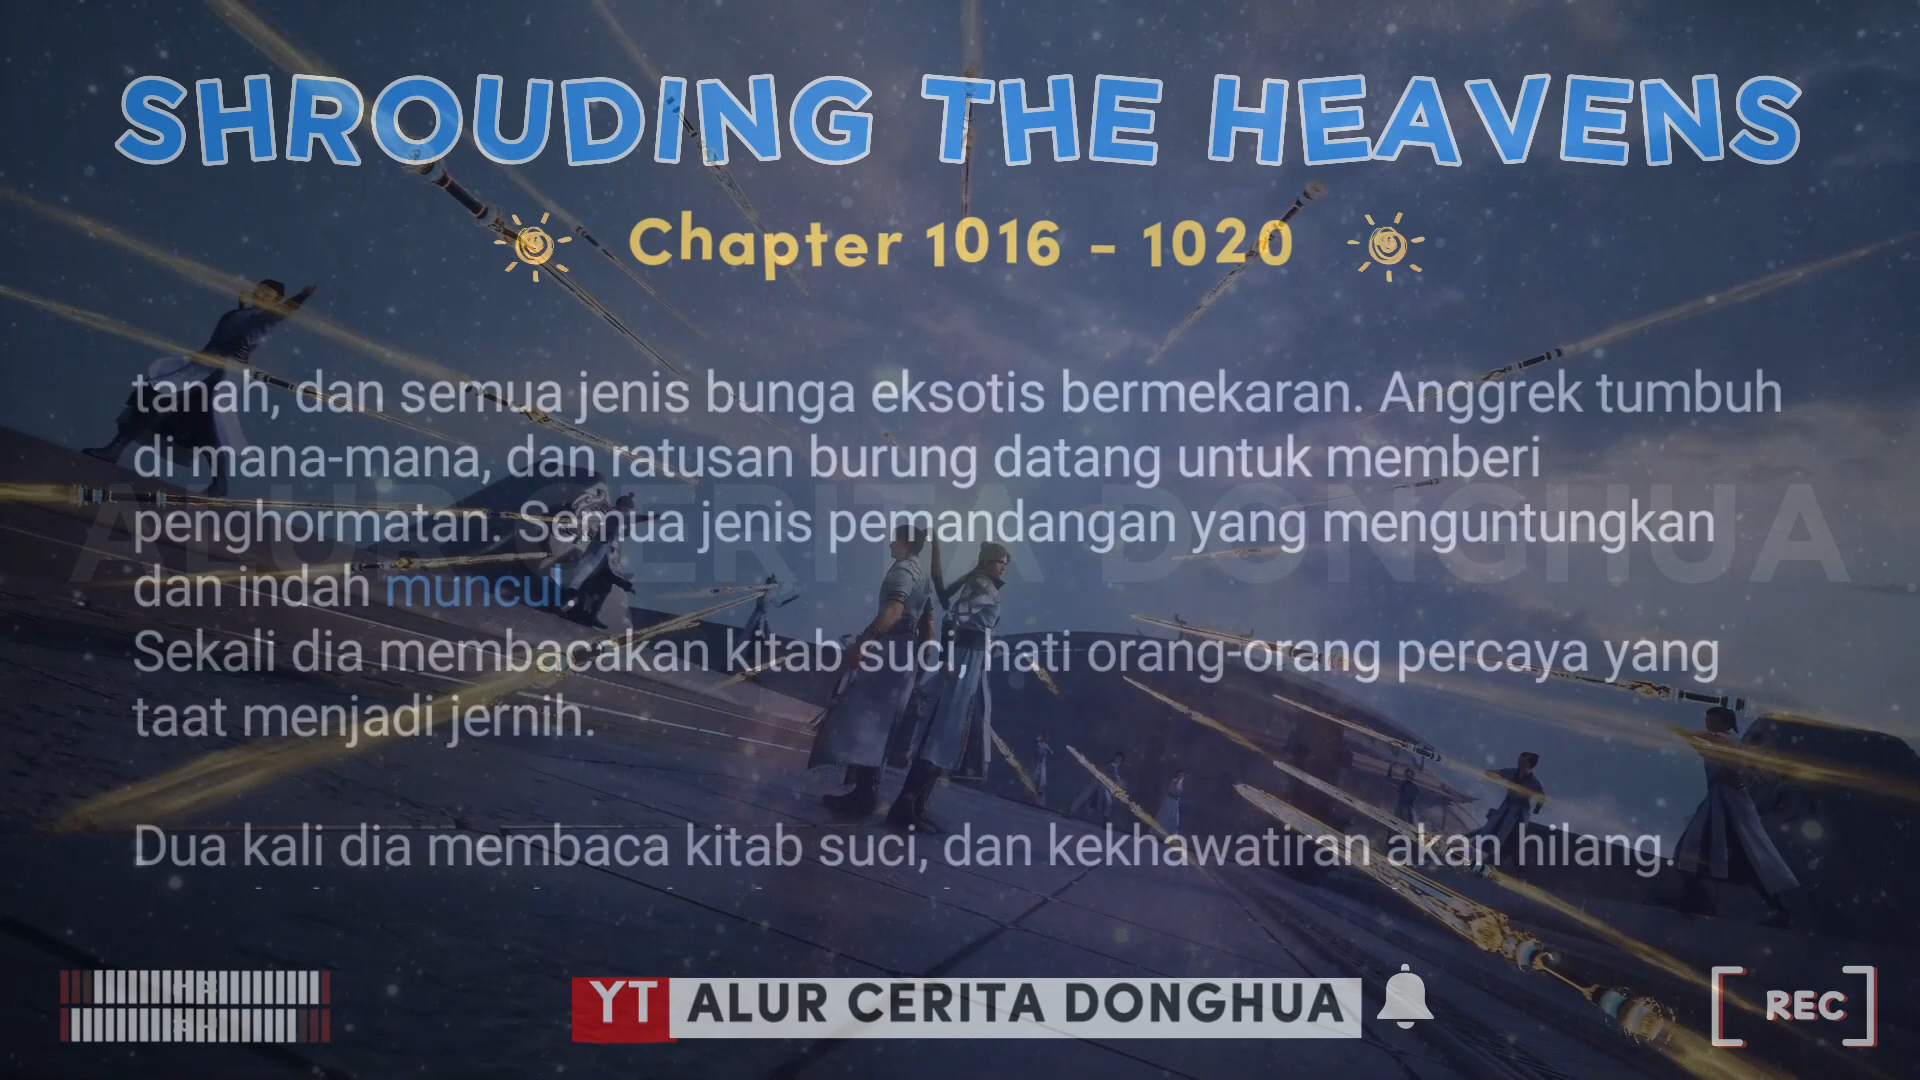 SHROUDING THE HEAVENS
Chapter 1016 - 1020
tanah, dan semua jenis bunga eksotis bermekaran. Anggrek tumbuh
di mana-mana, dan ratusan burung datang untuk memberi
penghormatan. Semua jenis pemandangan yang menguntungkan
dan indah muncul.
Sekali dia membacakan kitab suci, hati orang-orang percaya yang
taat menjadi jernih.
Dua kali dia membaca kitab suci, dan kekhawatiran akan hilang.
ALUR CERITA DONGHUA
YT ALUR CERITA DONGHUA
REC